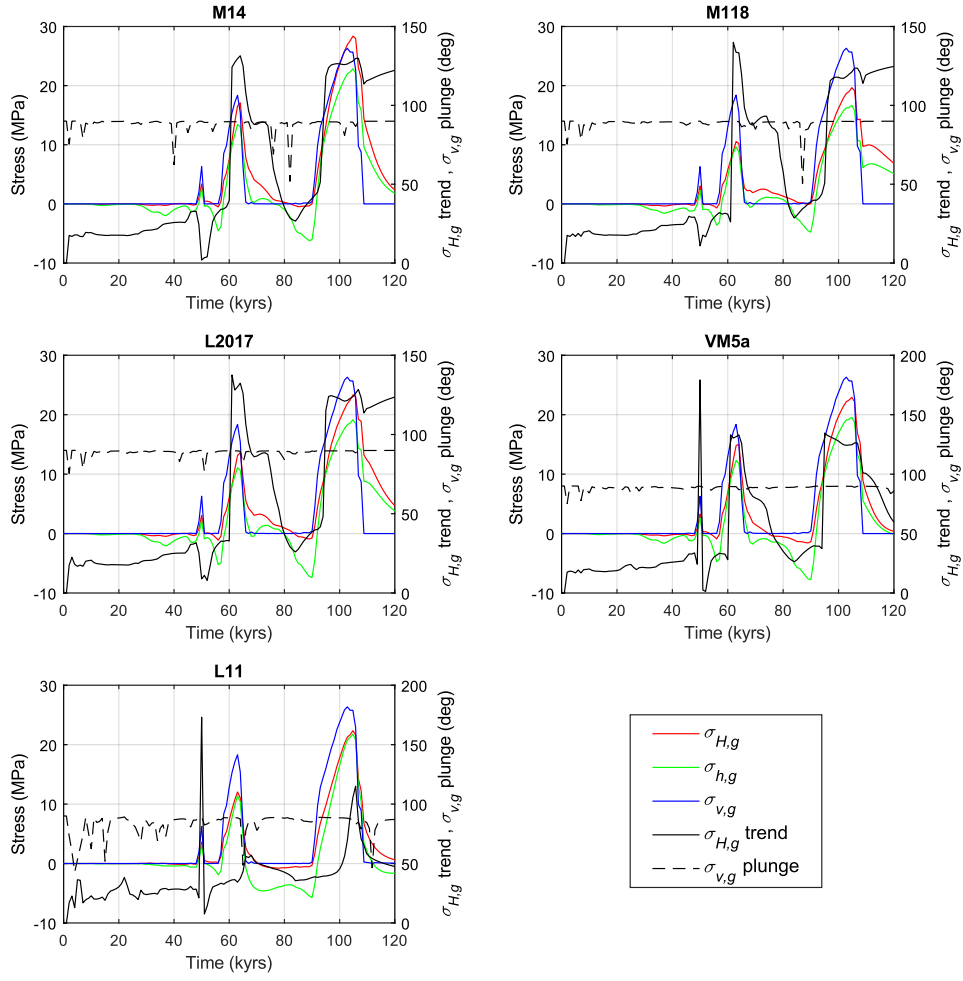 M14
30
20
10
0
-10
150
100
50
0
0 20 40 60 80 100 120
Stress (MPa)
Time (kyrs)
σH,g trend , σv,g plunge (deg)
M118
30
20
10
0
-10
150
100
50
0
0 20 40 60 80 100 120
Stress (MPa)
Time (kyrs)
σH,g trend , σv,g plunge (deg)
L2017
30
20
10
0
-10
150
100
50
0
0 20 40 60 80 100 120
Stress (MPa)
Time (kyrs)
σH,g trend , σv,g plunge (deg)
VM5a
30
20
10
0
-10
200
150
100
50
0
0 20 40 60 80 100 120
Stress (MPa)
Time (kyrs)
σH,g trend , σv,g plunge (deg)
L11
30
20
10
0
-10
200
150
100
50
0
0 20 40 60 80 100 120
Stress (MPa)
Time (kyrs)
σH,g trend , σv,g plunge (deg)
σH,g
σh,g
σv,g
σH,g trend
σv,g plunge